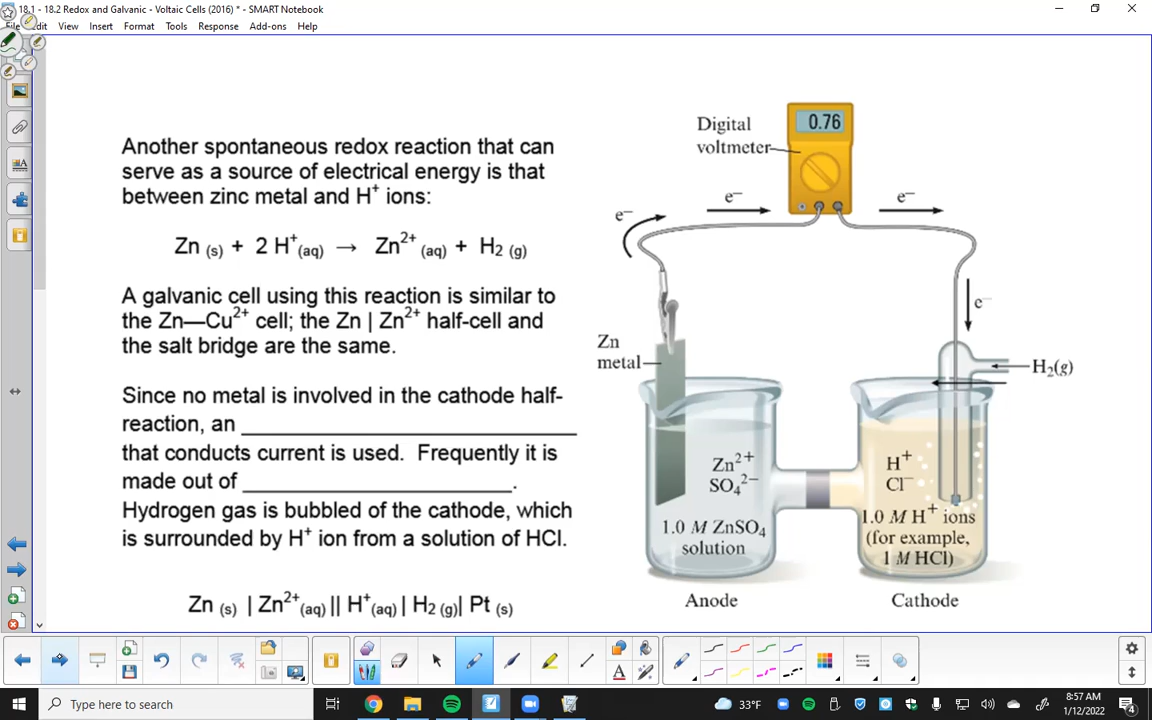 18.1 - 18.2 Redox and Galvanic - Voltaic Cells (2016) * - SMART Notebook
File Edit View Insert Format Tools Response Add-ons Help
Another spontaneous redox reaction that can
serve as a source of electrical energy is that
between zinc metal and H⁺ ions:
Zn (s) + 2 H⁺(aq) → Zn²⁺ (aq) + H₂ (g)
A galvanic cell using this reaction is similar to
the Zn—Cu²⁺ cell; the Zn | Zn²⁺ half-cell and
the salt bridge are the same.
Since no metal is involved in the cathode half-
reaction, an ____________________
that conducts current is used. Frequently it is
made out of ____________________.
Hydrogen gas is bubbled of the cathode, which
is surrounded by H⁺ ion from a solution of HCl.
Zn (s) | Zn²⁺(aq) || H⁺(aq) | H₂ (g)| Pt (s)
Digital
voltmeter
0.76
e⁻
e⁻
e⁻
e⁻
Zn
metal
H₂(g)
Zn²⁺
SO₄²⁻
1.0 M ZnSO₄
solution
H⁺
Cl⁻
1.0 M H⁺ ions
(for example,
1 M HCl)
Anode
Cathode
Type here to search
33°F
8:57 AM
1/12/2022
4